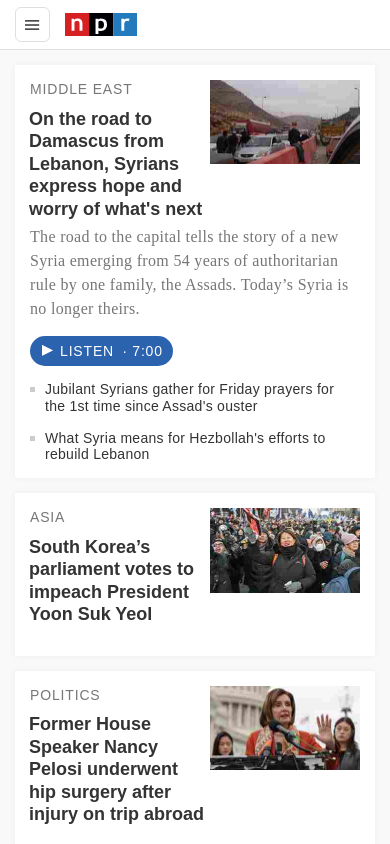 npr
MIDDLE EAST
On the road to
Damascus from
Lebanon, Syrians
express hope and
worry of what's next
The road to the capital tells the story of a new
Syria emerging from 54 years of authoritarian
rule by one family, the Assads. Today’s Syria is
no longer theirs.
LISTEN · 7:00
Jubilant Syrians gather for Friday prayers for
the 1st time since Assad's ouster
What Syria means for Hezbollah's efforts to
rebuild Lebanon
ASIA
South Korea’s
parliament votes to
impeach President
Yoon Suk Yeol
POLITICS
Former House
Speaker Nancy
Pelosi underwent
hip surgery after
injury on trip abroad